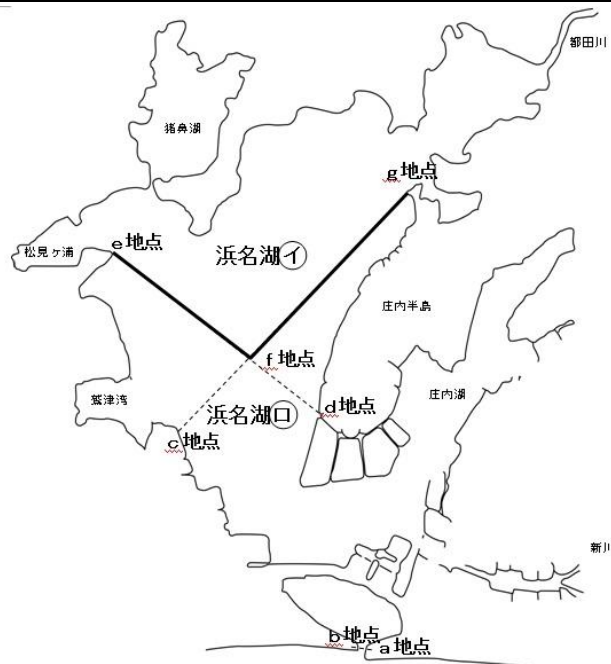 都田川
猪鼻湖
g地点
e地点
松見ヶ浦
浜名湖㋑
庄内半島
f地点
庄内湖
鷲津湾
d地点
浜名湖㋺
c地点
新川
b地点
a地点